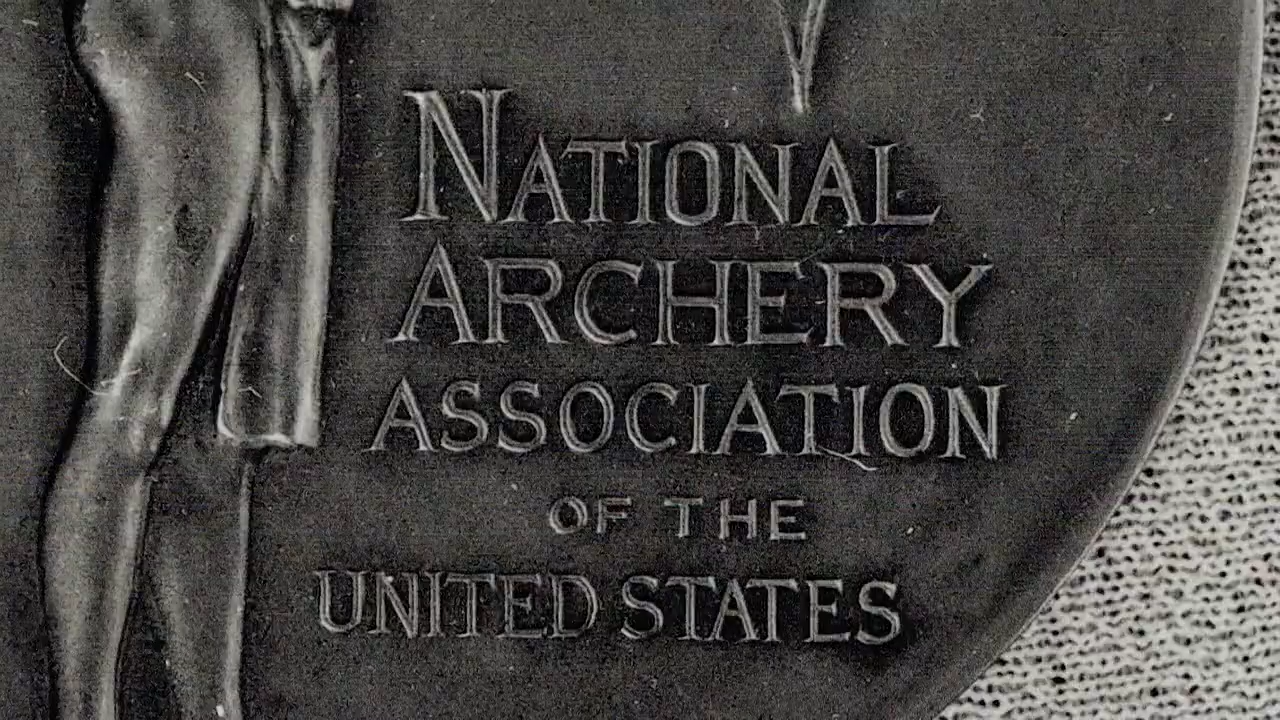 NATIONAL
ARCHERY
ASSOCIATION
OF THE
UNITED STATES